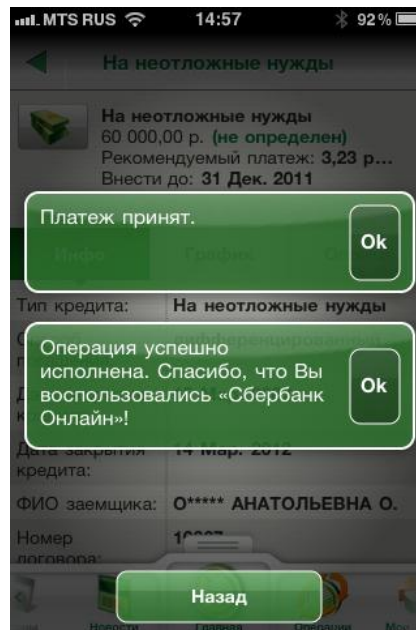 MTS RUS 14:57 92 %
На неотложные нужды
На неотложные нужды
60 000,00 р. (не определен)
Рекомендуемый платеж: 3,23 р...
Внести до: 31 Дек. 2011
Платеж принят.
Ok
Инфо График
Тип кредита: На неотложные нужды
Операция успешно
исполнена. Спасибо, что Вы
воспользовались «Сбербанк
Онлайн»!
Ok
Дата закрытия 14 Мар. 2012
кредита:
ФИО заемщика: О***** АНАТОЛЬЕВНА О.
Номер
договора:
Назад
Новости Главная Операции